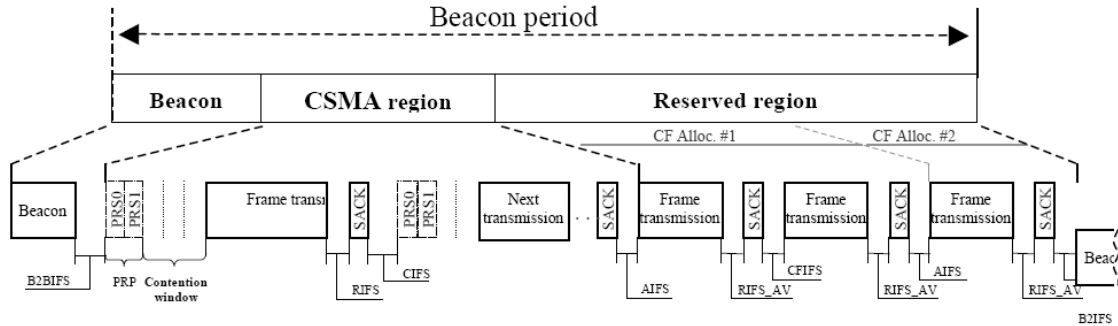 Beacon period
Beacon CSMA region Reserved region
CF Alloc. #1 CF Alloc. #2
Beacon PRS0 PRS1 Frame transı SACK PRS0 PRS1 Next transmission ... SACK Frame transmission SACK Frame transmission SACK Frame transmission SACK
Beac
B2BIFS PRP Contention window RIFS CIFS AIFS RIFS_AV CFIFS RIFS_AV AIFS RIFS_AV
B2IFS